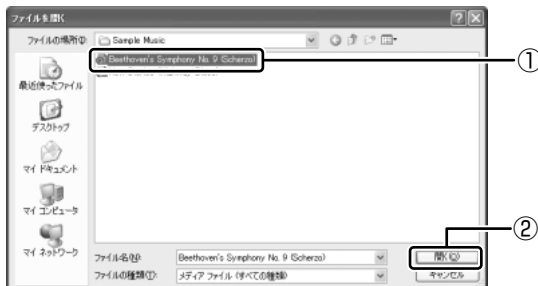 ファイルを開く
ファイルの場所(I):
Sample Music
Beethoven's Symphony No. 9 (Scherzo)
①
最近使ったファイル
デスクトップ
マイ ドキュメント
マイ コンピュータ
マイ ネットワーク
②
ファイル名(N):
Beethoven's Symphony No. 9 (Scherzo)
開く(O)
ファイルの種類(T):
メディア ファイル (すべての種類)
キャンセル